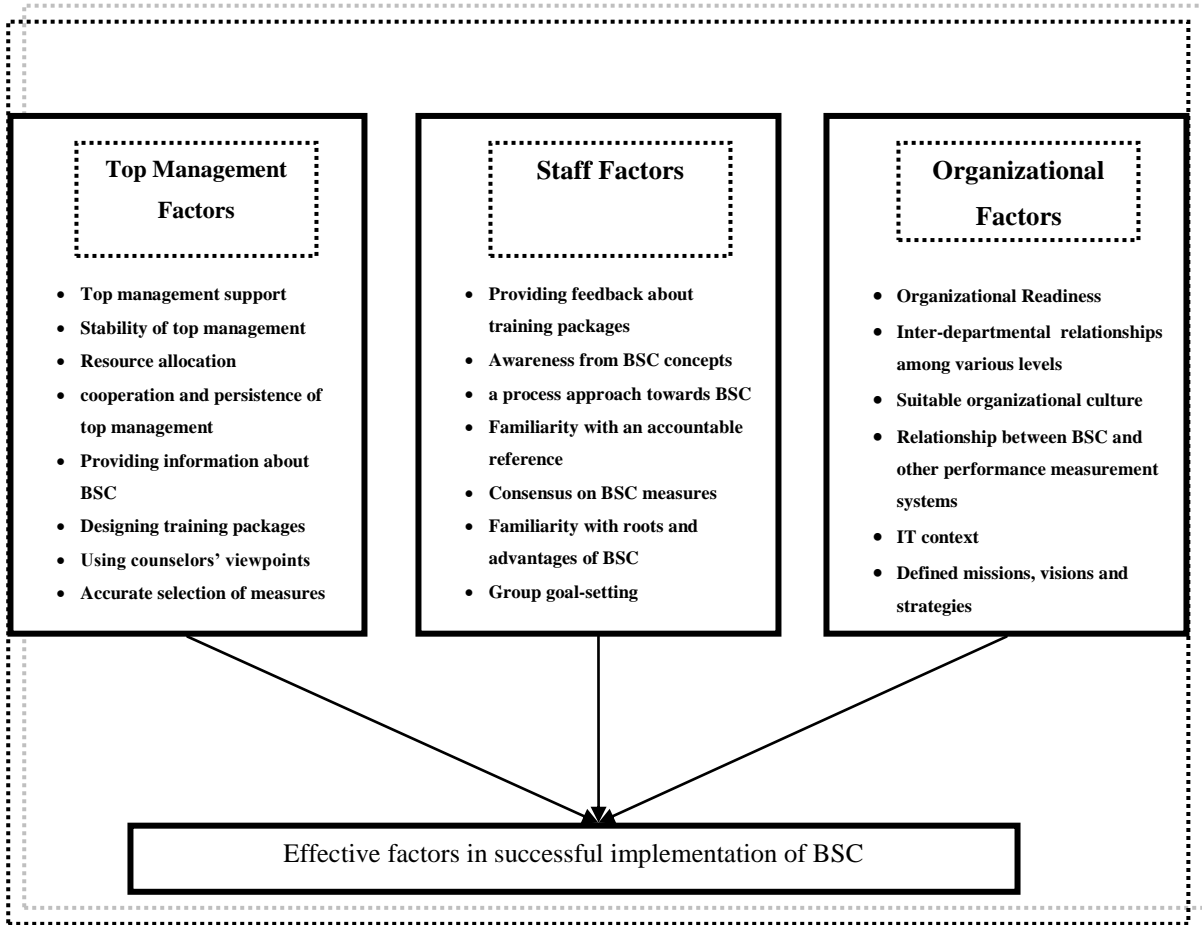 Top Management
Factors
• Top management support
• Stability of top management
• Resource allocation
• cooperation and persistence of
top management
• Providing information about
BSC
• Designing training packages
• Using counselors’ viewpoints
• Accurate selection of measures
Staff Factors
• Providing feedback about
training packages
• Awareness from BSC concepts
• a process approach towards BSC
• Familiarity with an accountable
reference
• Consensus on BSC measures
• Familiarity with roots and
advantages of BSC
• Group goal-setting
Organizational
Factors
• Organizational Readiness
• Inter-departmental relationships
among various levels
• Suitable organizational culture
• Relationship between BSC and
other performance measurement
systems
• IT context
• Defined missions, visions and
strategies
Effective factors in successful implementation of BSC